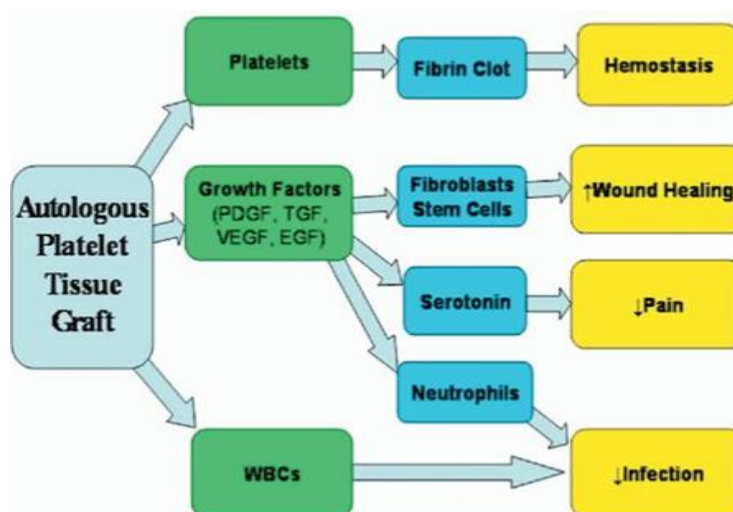 Platelets
Fibrin Clot
Hemostasis
Autologous
Platelet
Tissue
Graft
Growth Factors
(PDGF, TGF,
VEGF, EGF)
Fibroblasts
Stem Cells
↑Wound Healing
Serotonin
↓Pain
Neutrophils
WBCs
↓Infection